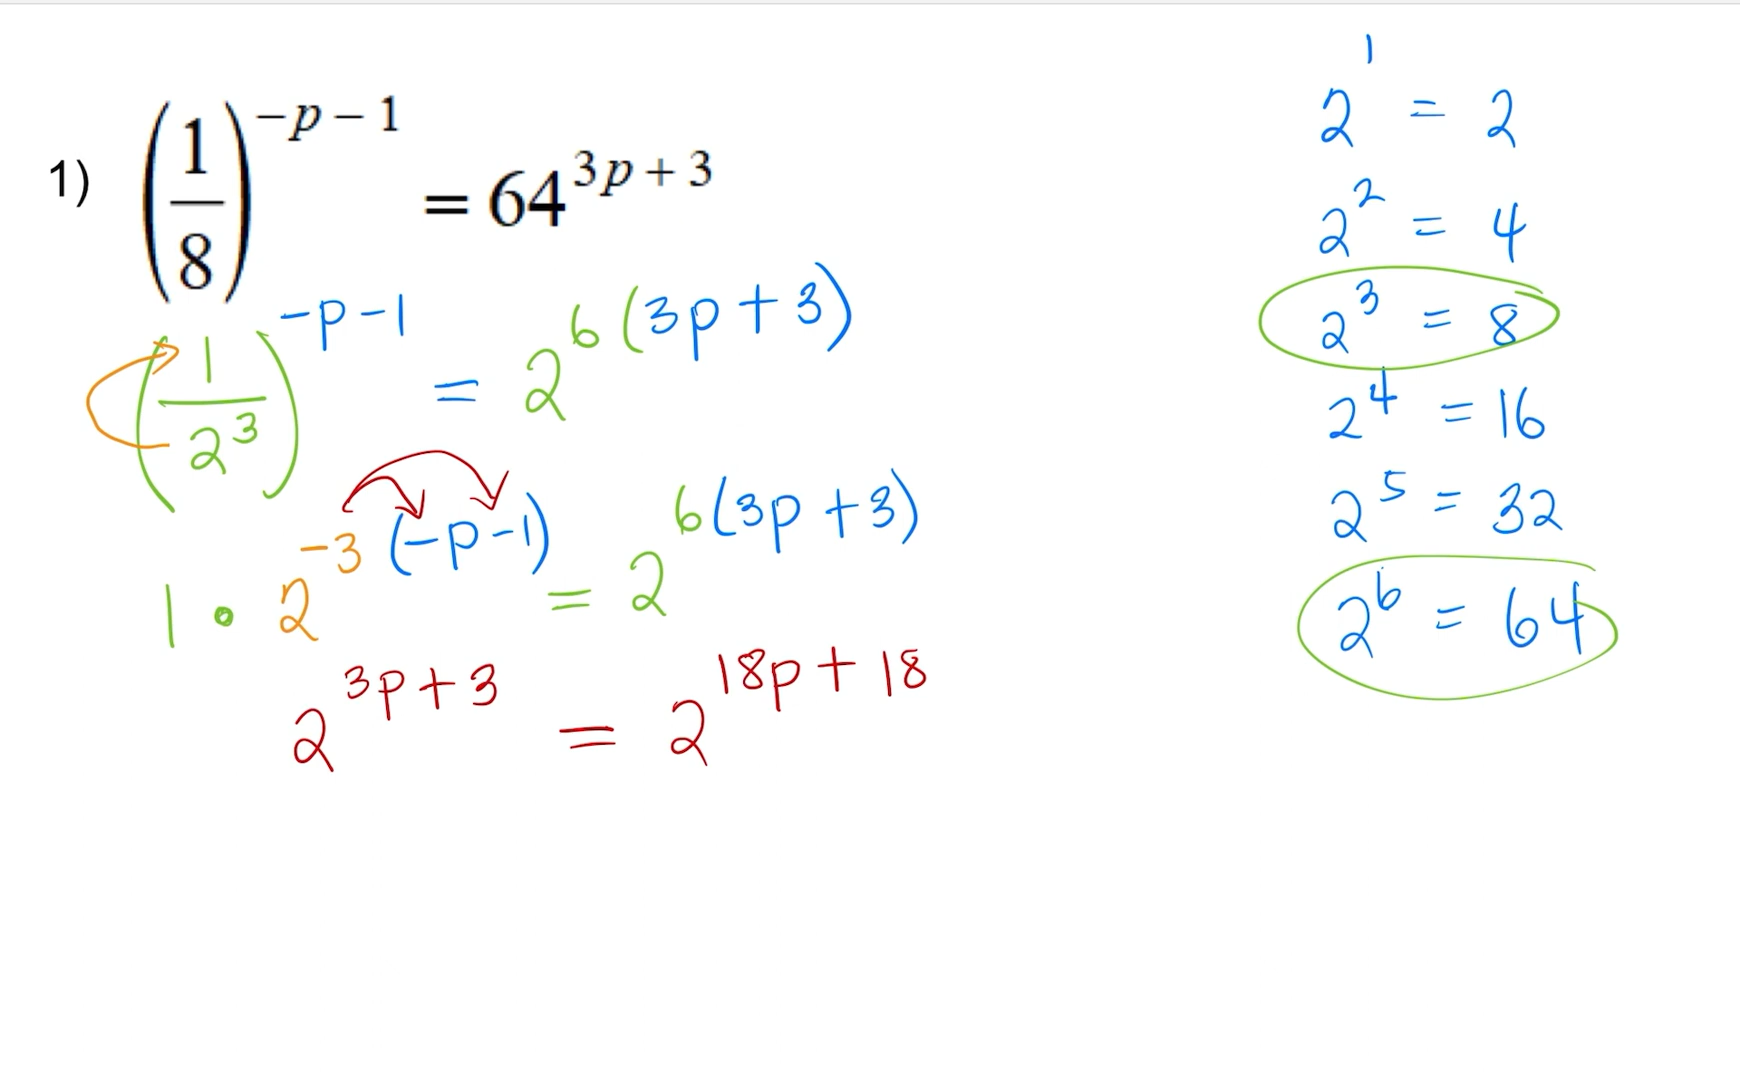 1) (1/8)^(-p - 1) = 64^(3p + 3)
(1/2^3)^(-p-1) = 2^6(3p+3)
1 • 2^-3(-p-1) = 2^6(3p+3)
2^(3p+3) = 2^(18p+18)
2^1 = 2
2^2 = 4
2^3 = 8
2^4 = 16
2^5 = 32
2^6 = 64